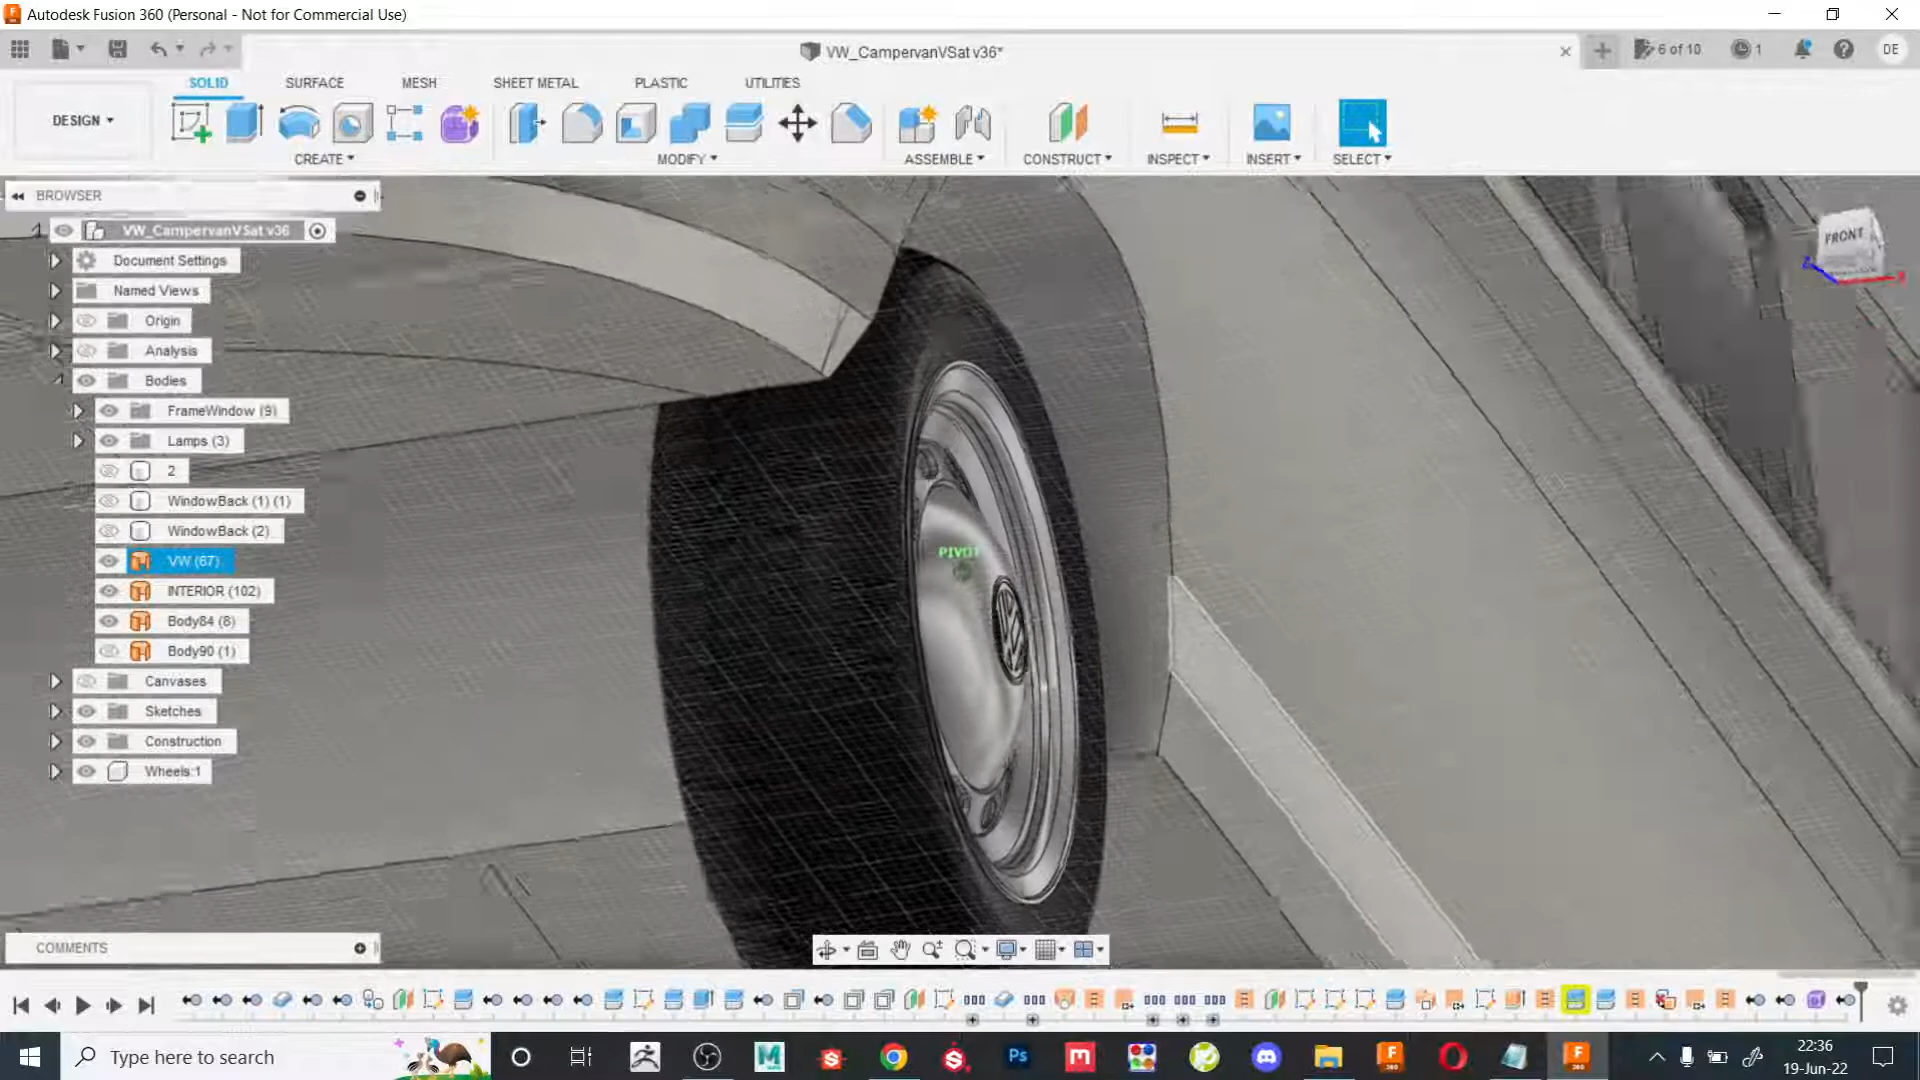 Autodesk Fusion 360 (Personal - Not for Commercial Use)
VW_CampervanVSat v36*
6 of 10
1
DE
DESIGN
SOLID
SURFACE
MESH
SHEET METAL
PLASTIC
UTILITIES
CREATE
MODIFY
ASSEMBLE
CONSTRUCT
INSPECT
INSERT
SELECT
BROWSER
VW_CampervanVSat v36
Document Settings
Named Views
Origin
Analysis
Bodies
FrameWindow (9)
Lamps (3)
2
WindowBack (1) (1)
WindowBack (2)
VW (67)
INTERIOR (102)
Body84 (8)
Body90 (1)
Canvases
Sketches
Construction
Wheels:1
FRONT
Z
X
PIVOT
COMMENTS
Type here to search
Ps
22:36
19-Jun-22